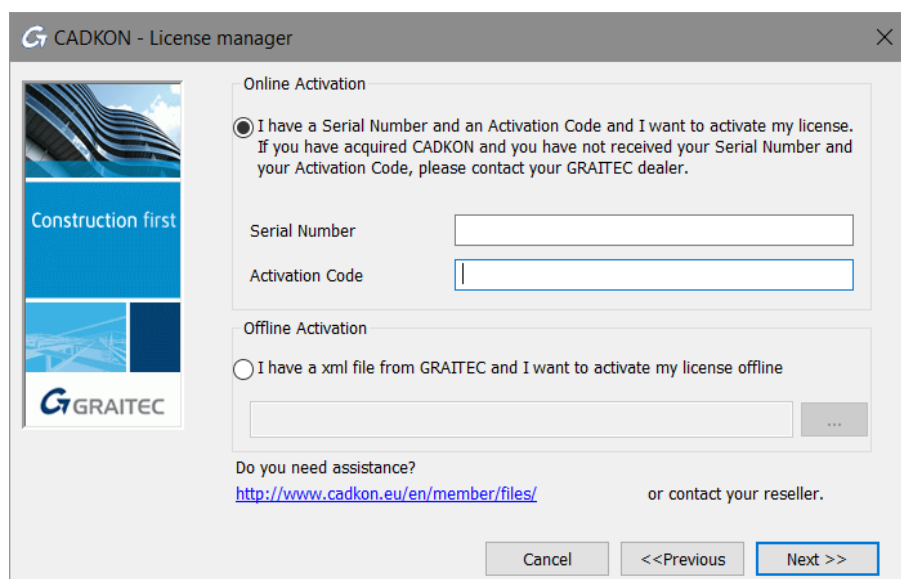 CADKON - License manager
Online Activation
I have a Serial Number and an Activation Code and I want to activate my license.
If you have acquired CADKON and you have not received your Serial Number and
your Activation Code, please contact your GRAITEC dealer.
Construction first
Serial Number
Activation Code
Offline Activation
I have a xml file from GRAITEC and I want to activate my license offline
GRAITEC
...
Do you need assistance?
http://www.cadkon.eu/en/member/files/ or contact your reseller.
Cancel <<Previous Next >>